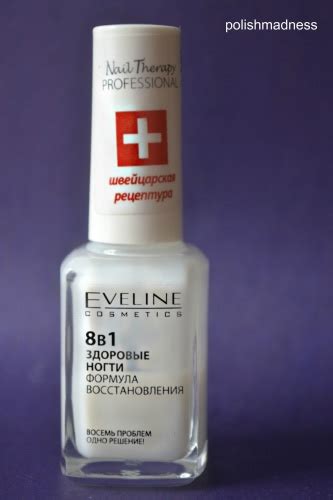 polishmadness
Nail Therapy
PROFESSIONAL
швейцарская
рецептура
EVELINE
COSMETICS
8в1
ЗДОРОВЫЕ
НОГТИ
ФОРМУЛА
ВОССТАНОВЛЕНИЯ
ВОСЕМЬ ПРОБЛЕМ
ОДНО РЕШЕНИЕ!